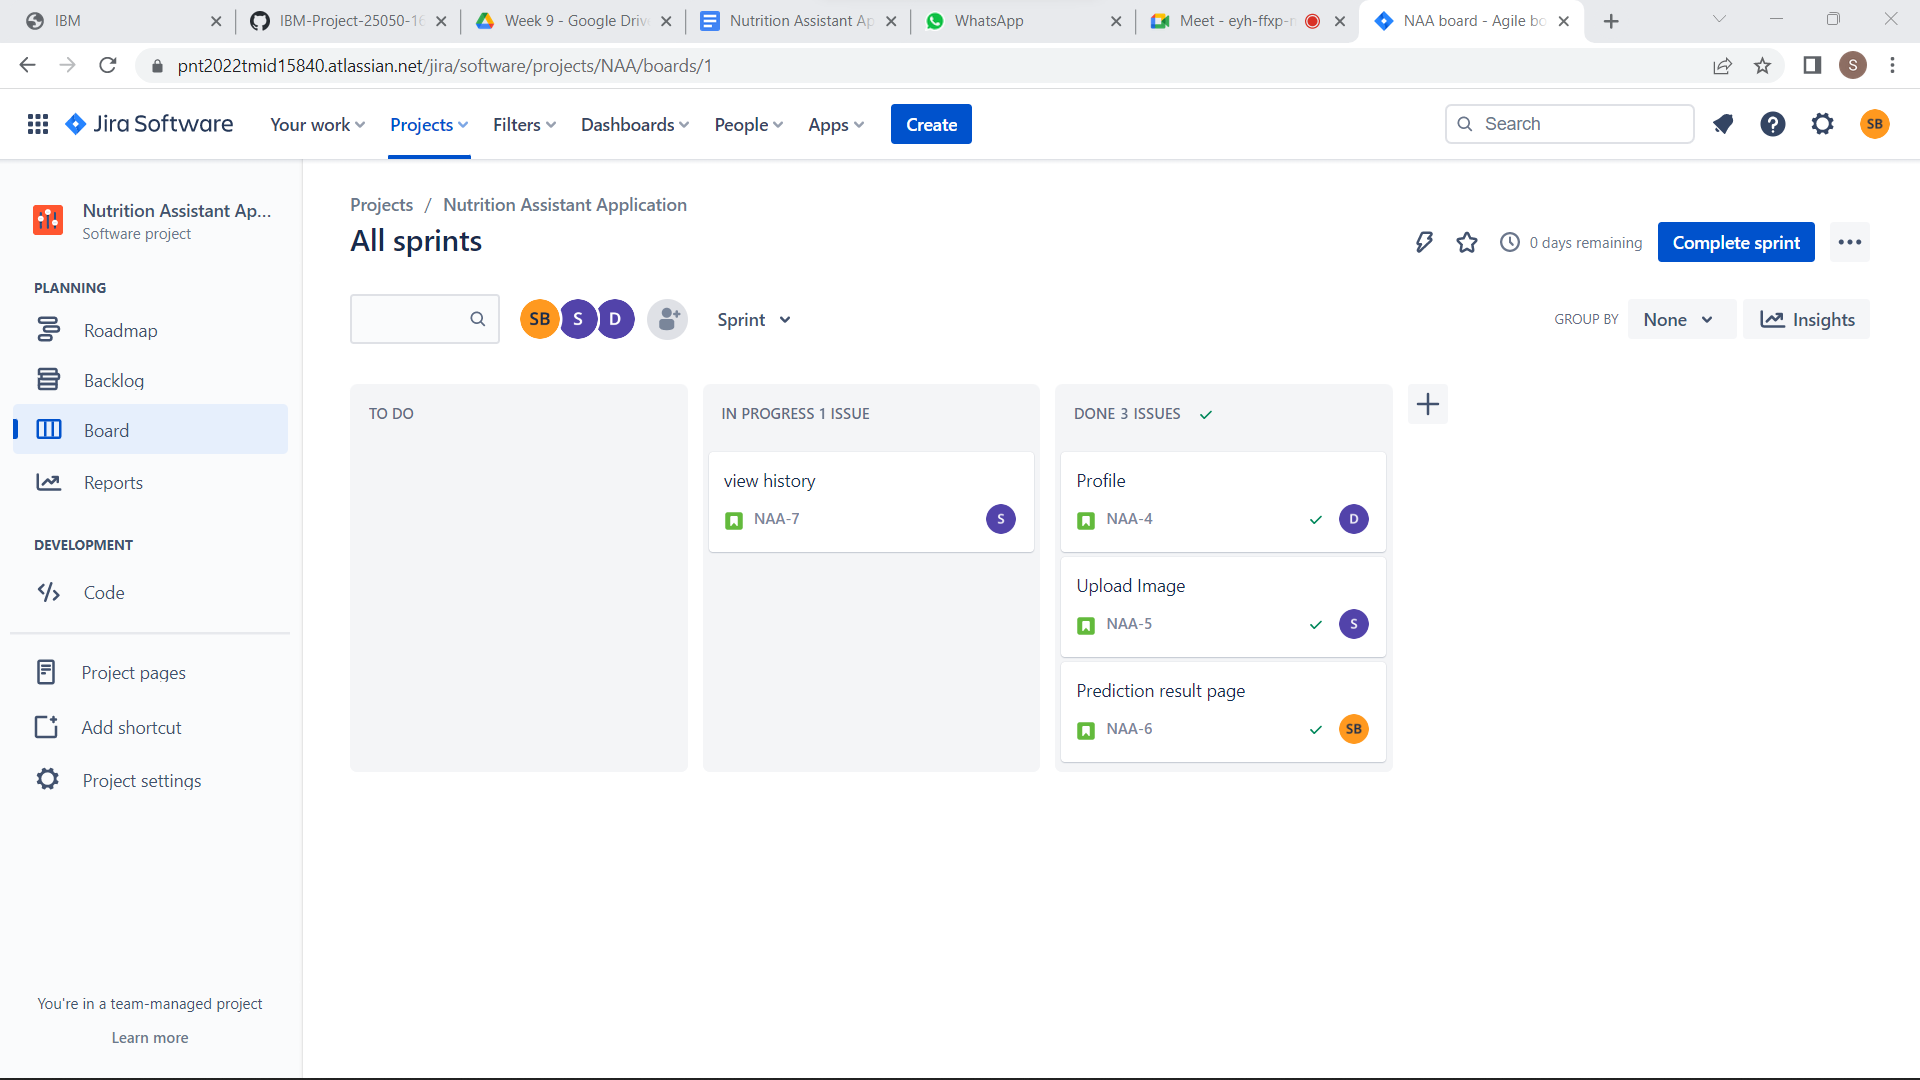 IBM
IBM-Project-25050-16
Week 9 - Google Drive
Nutrition Assistant Ap
WhatsApp
Meet - eyh-ffxp-
NAA board - Agile bo
pnt2022tmid15840.atlassian.net/jira/software/projects/NAA/boards/1
S
Jira Software
Your work
Projects
Filters
Dashboards
People
Apps
Create
Search
SB
Nutrition Assistant Ap...
Software project
PLANNING
Roadmap
Backlog
Board
Reports
DEVELOPMENT
Code
Project pages
Add shortcut
Project settings
You're in a team-managed project
Learn more
Projects / Nutrition Assistant Application
All sprints
0 days remaining
Complete sprint
SB
S
D
Sprint
GROUP BY
None
Insights
TO DO
IN PROGRESS 1 ISSUE
view history
NAA-7
S
DONE 3 ISSUES
Profile
NAA-4
D
Upload Image
NAA-5
S
Prediction result page
NAA-6
SB